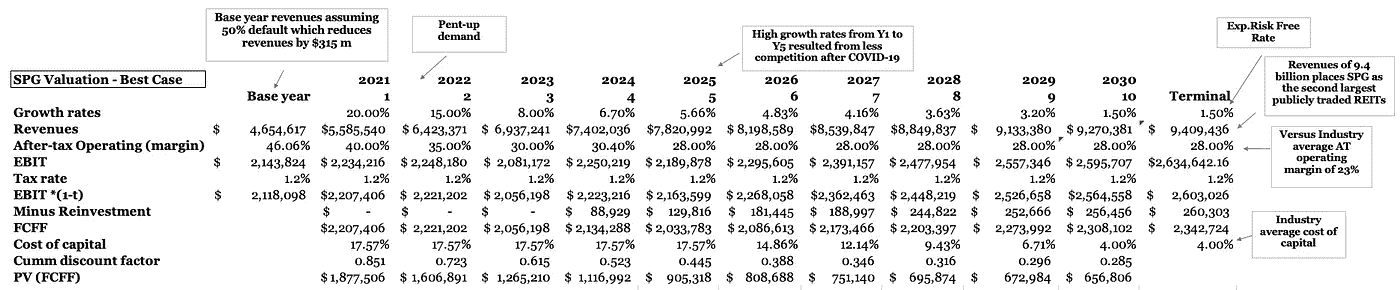 Base year revenues assuming
50% default which reduces
revenues by $315 m
Pent-up
demand
High growth rates from Y1 to
Y5 resulted from less
competition after COVID-19
Exp.Risk Free
Rate
Revenues of 9.4
billion places SPG as
the second largest
publicly traded REITs
SPG Valuation - Best Case 2021 2022 2023 2024 2025 2026 2027 2028 2029 2030
Base year 1 2 3 4 5 6 7 8 9 10 Terminal
Growth rates 20.00% 15.00% 8.00% 6.70% 5.66% 4.83% 4.16% 3.63% 3.20% 1.50% 1.50%
Revenues $ 4,654,617 $5,585,540 $ 6,423,371 $ 6,937,241 $7,402,036 $7,820,992 $ 8,198,589 $8,539,847 $8,849,837 $ 9,133,380 $ 9,270,381 $ 9,409,436
After-tax Operating (margin) 46.06% 40.00% 35.00% 30.00% 30.40% 28.00% 28.00% 28.00% 28.00% 28.00% 28.00% 28.00%
EBIT $ 2,143,824 $ 2,234,216 $ 2,248,180 $ 2,081,172 $ 2,250,219 $ 2,189,878 $ 2,295,605 $ 2,391,157 $ 2,477,954 $ 2,557,346 $ 2,595,707 $2,634,642.16
Tax rate 1.2% 1.2% 1.2% 1.2% 1.2% 1.2% 1.2% 1.2% 1.2% 1.2% 1.2% 1.2%
EBIT *(1-t) $ 2,118,098 $2,207,406 $ 2,221,202 $ 2,056,198 $ 2,223,216 $ 2,163,599 $ 2,268,058 $2,362,463 $ 2,448,219 $ 2,526,658 $ 2,564,558 $ 2,603,026
Minus Reinvestment $ - $ - $ - $ 88,929 $ 129,816 $ 181,445 $ 188,997 $ 244,822 $ 252,666 $ 256,456 $ 260,303
FCFF $2,207,406 $ 2,221,202 $ 2,056,198 $ 2,134,288 $ 2,033,783 $ 2,086,613 $ 2,173,466 $ 2,203,397 $ 2,273,992 $ 2,308,102 $ 2,342,724
Cost of capital 17.57% 17.57% 17.57% 17.57% 17.57% 14.86% 12.14% 9.43% 6.71% 4.00% 4.00%
Cumm discount factor 0.851 0.723 0.615 0.523 0.445 0.388 0.346 0.316 0.296 0.285
PV (FCFF) $1,877,506 $ 1,606,891 $ 1,265,210 $ 1,116,992 $ 905,318 $ 808,688 $ 751,140 $ 695,874 $ 672,984 $ 656,806
Versus Industry
average AT
operating
margin of 23%
Industry
average cost of
capital